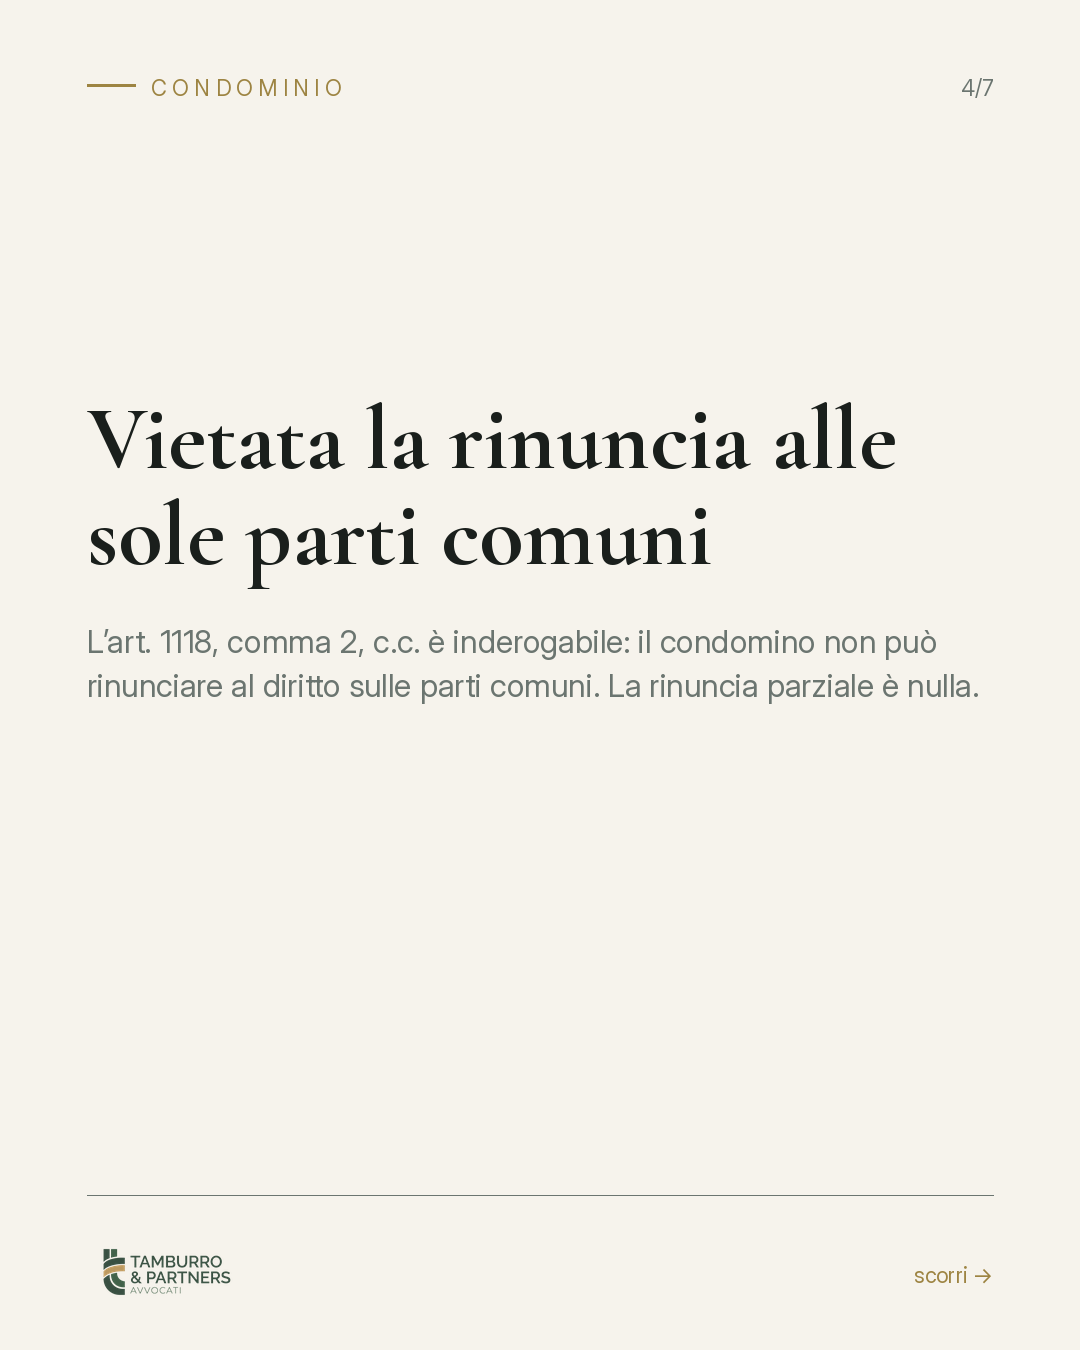 CONDOMINIO
4/7
Vietata la rinuncia alle
sole parti comuni
L’art. 1118, comma 2, c.c. è inderogabile: il condomino non può
rinunciare al diritto sulle parti comuni. La rinuncia parziale è nulla.
TAMBURRO
& PARTNERS
AVVOCATI
scorri →